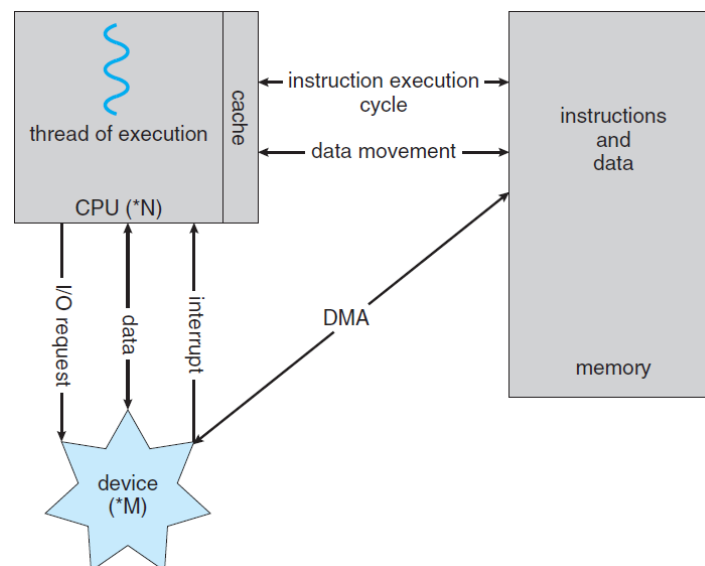 thread of execution
cache
CPU (*N)
instruction execution
cycle
data movement
instructions
and
data
memory
I/O request
data
interrupt
DMA
device
(*M)